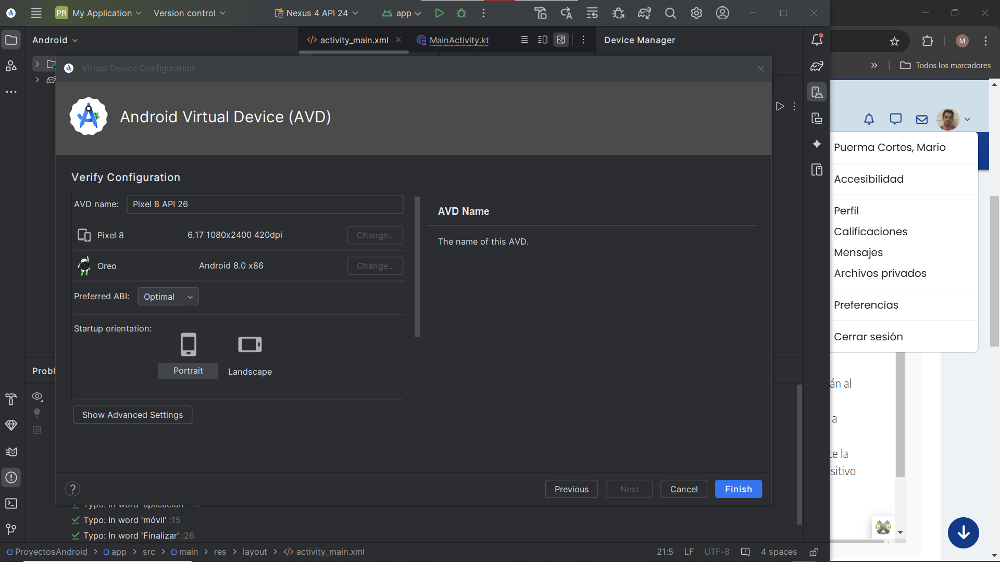 PM My Application
Version control
Nexus 4 API 24
app
Android
activity_main.xml
MainActivity.kt
Device Manager
Virtual Device Configuration
Android Virtual Device (AVD)
Verify Configuration
AVD name: Pixel 8 API 26
Pixel 8 6.17 1080x2400 420dpi Change...
Oreo Android 8.0 x86 Change...
Preferred ABI: Optimal
Startup orientation:
Portrait
Landscape
Show Advanced Settings
AVD Name
The name of this AVD.
? Previous Next Cancel Finish
Probl
Typo: In word 'aplicacion' :15
Typo: In word 'móvil' :15
Typo: In word 'Finalizar' :26
ProyectosAndroid > app > src > main > res > layout > activity_main.xml
21:5 LF UTF-8 4 spaces
M
Todos los marcadores
Puerma Cortes, Mario
Accesibilidad
Perfil
Calificaciones
Mensajes
Archivos privados
Preferencias
Cerrar sesión
án al
a
ce la
sitivo